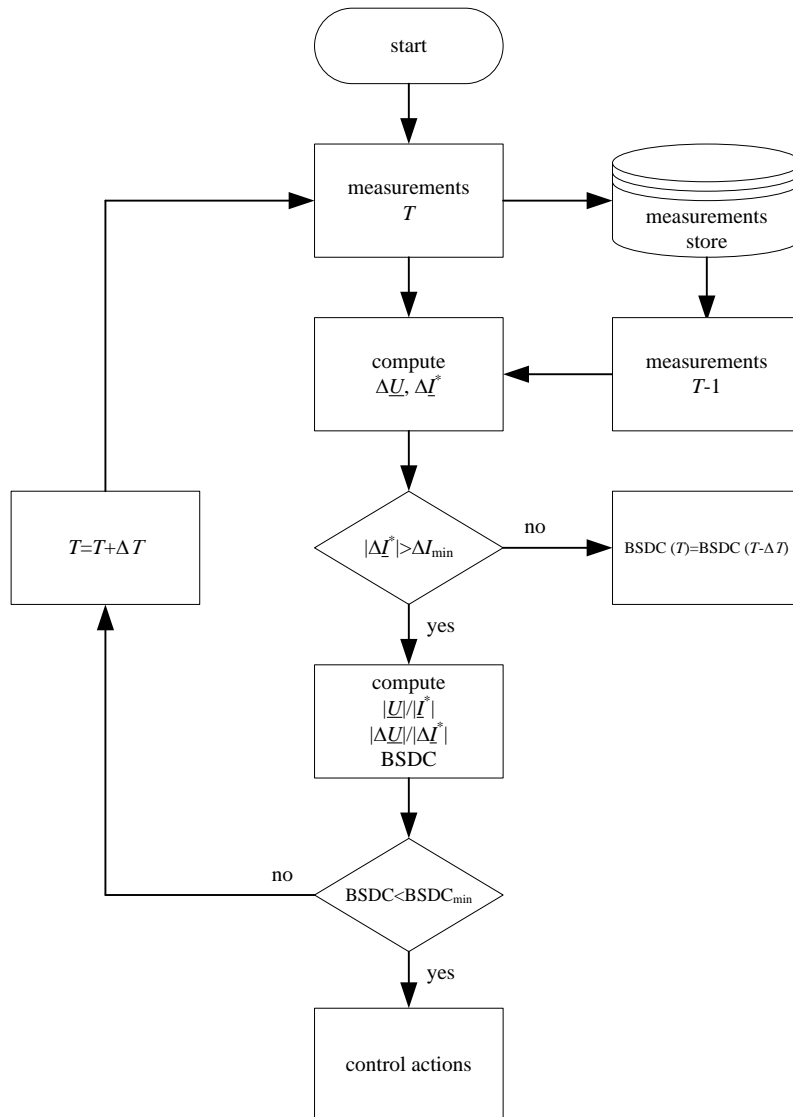 start
measurements
T
measurements
store
compute
ΔU̲, ΔI̲*
measurements
T-1
T=T+ΔT
|ΔI̲*|>ΔImin
no
BSDC (T)=BSDC (T-ΔT)
yes
compute
|U̲|/|I̲*|
|ΔU̲|/|ΔI̲*|
BSDC
no
BSDC<BSDCmin
yes
control actions